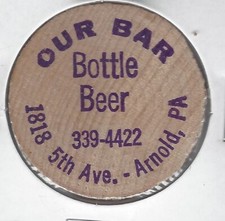 OUR BAR
Bottle
Beer
339-4422
1818 5th Ave. - Arnold, PA